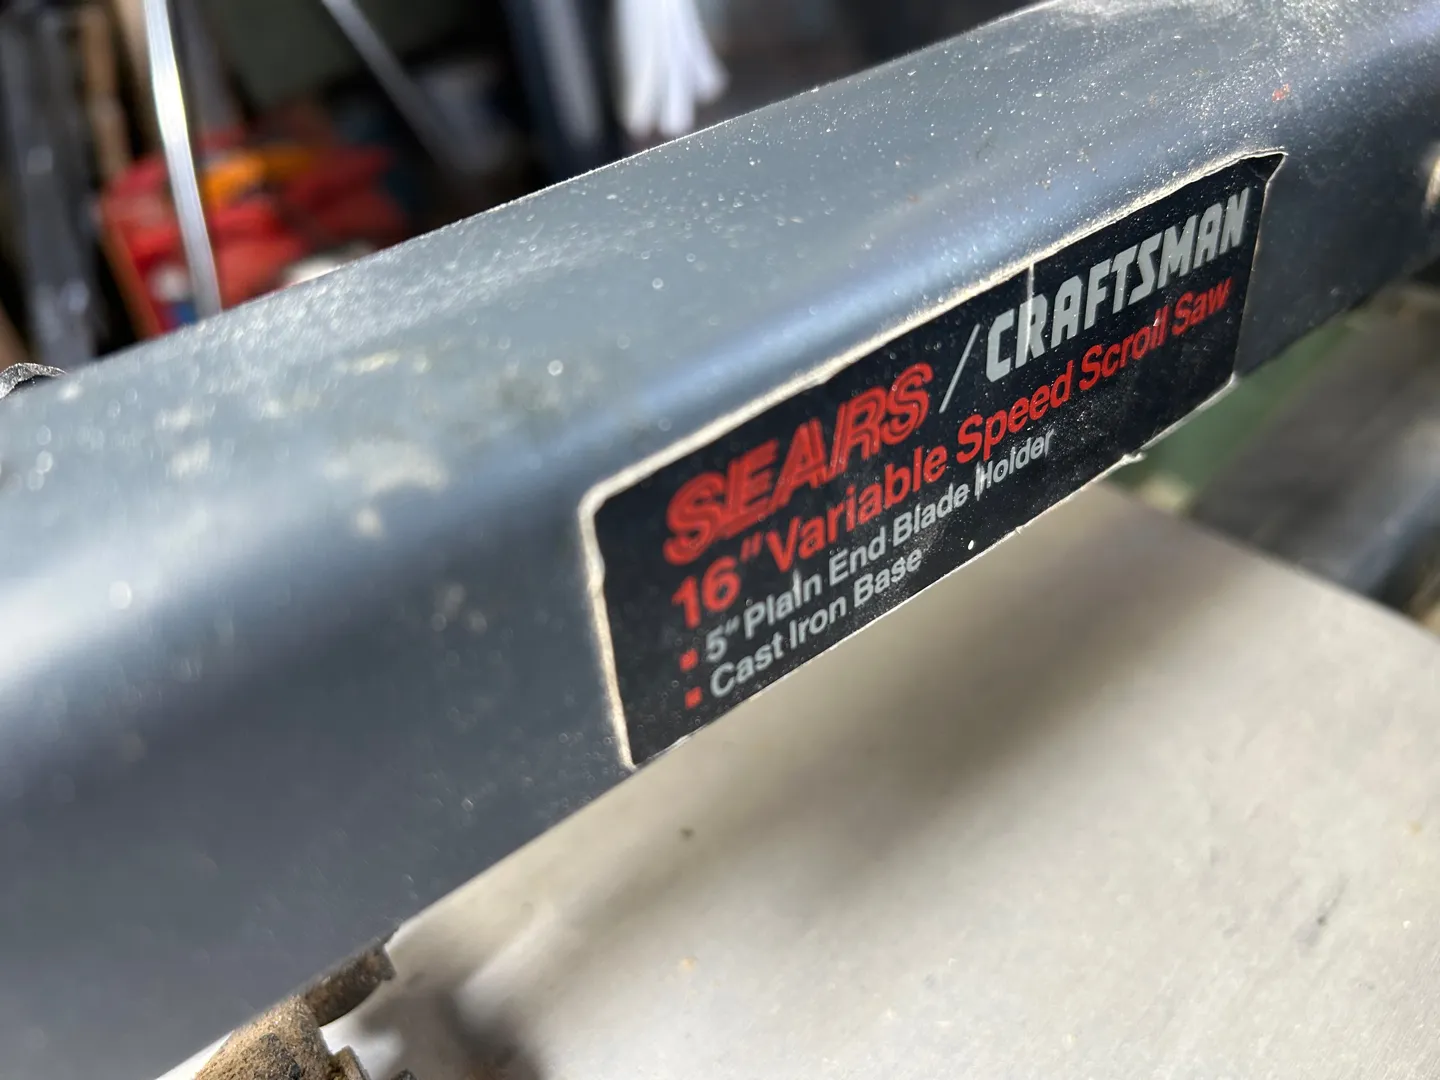 SEARS / CRAFTSMAN
16" Variable Speed Scroll Saw
▪ 5" Plain End Blade Holder
▪ Cast Iron Base